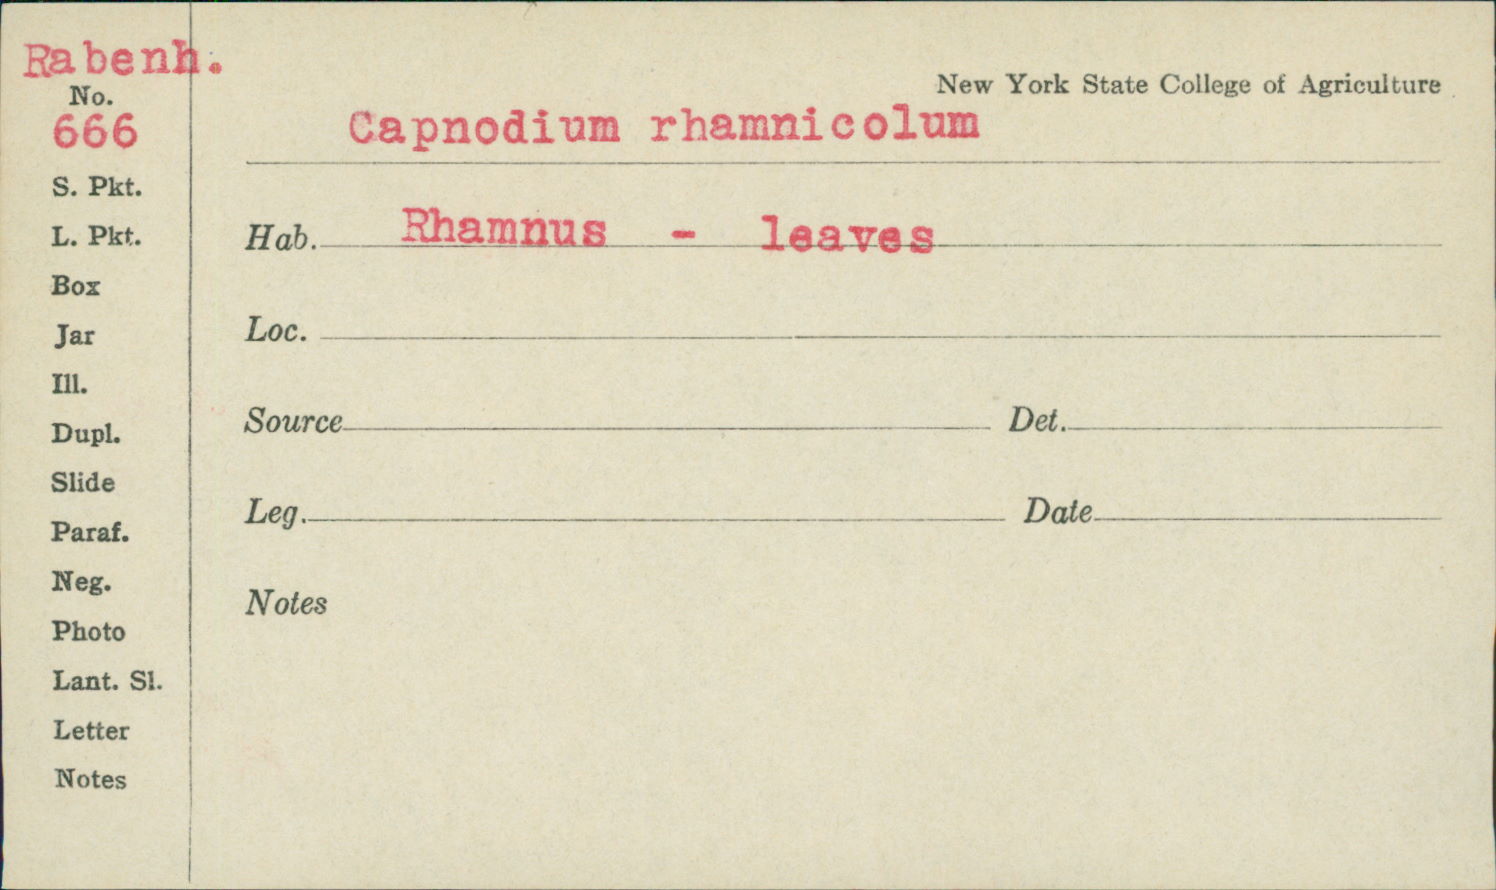 Rabenh.
No.
666
New York State College of Agriculture
Capnodium rhamnicolum
S. Pkt.
L. Pkt.
Hab. Rhamnus - leaves
Box
Jar
Loc.
Ill.
Dupl.
Source Det.
Slide
Paraf.
Leg. Date
Neg.
Photo
Notes
Lant. Sl.
Letter
Notes